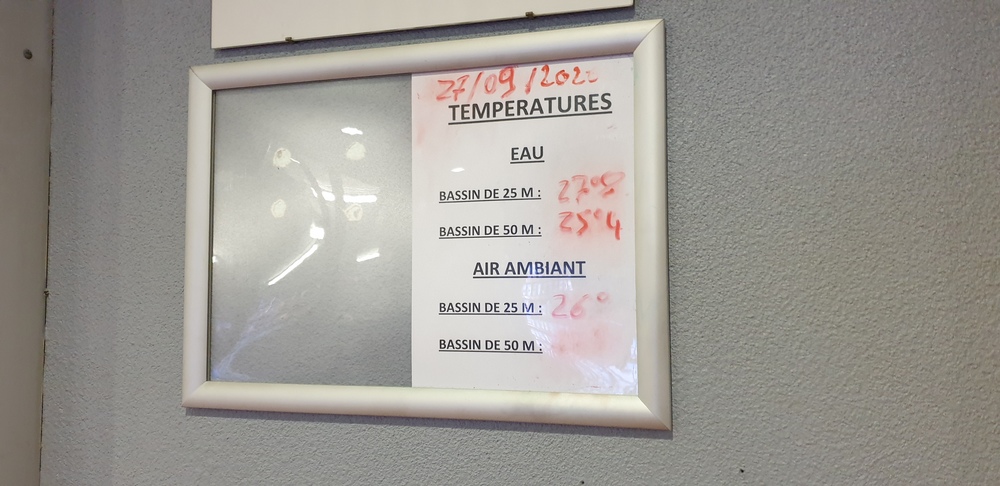 27/09/202
TEMPERATURES
EAU
BASSIN DE 25 M : 27°8
BASSIN DE 50 M : 25°4
AIR AMBIANT
BASSIN DE 25 M : 26°
BASSIN DE 50 M :